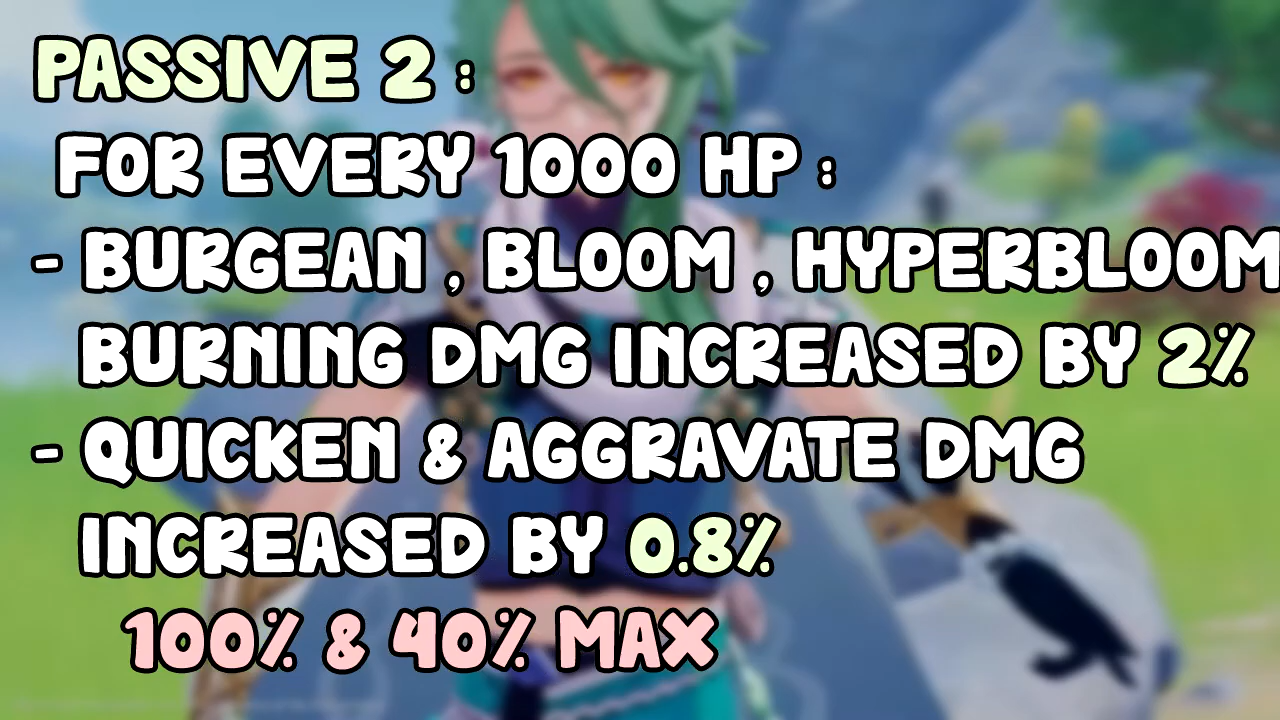 PASSIVE 2 :
FOR EVERY 1000 HP :
- BURGEAN , BLOOM , HYPERBLOOM
BURNING DMG INCREASED BY 2%
- QUICKEN & AGGRAVATE DMG
INCREASED BY 0.8%
100% & 40% MAX